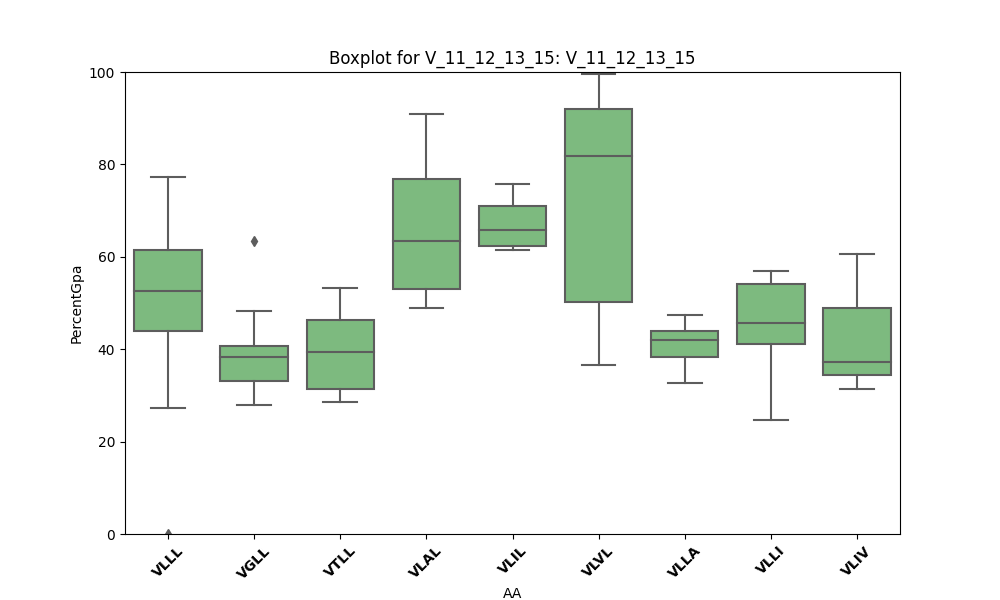 Boxplot for V_11_12_13_15: V_11_12_13_15
100
80
60
40
20
0
PercentGpa
VLLL
VGLL
VTLL
VLAL
VLIL
VLVL
VLLA
VLLI
VLIV
AA